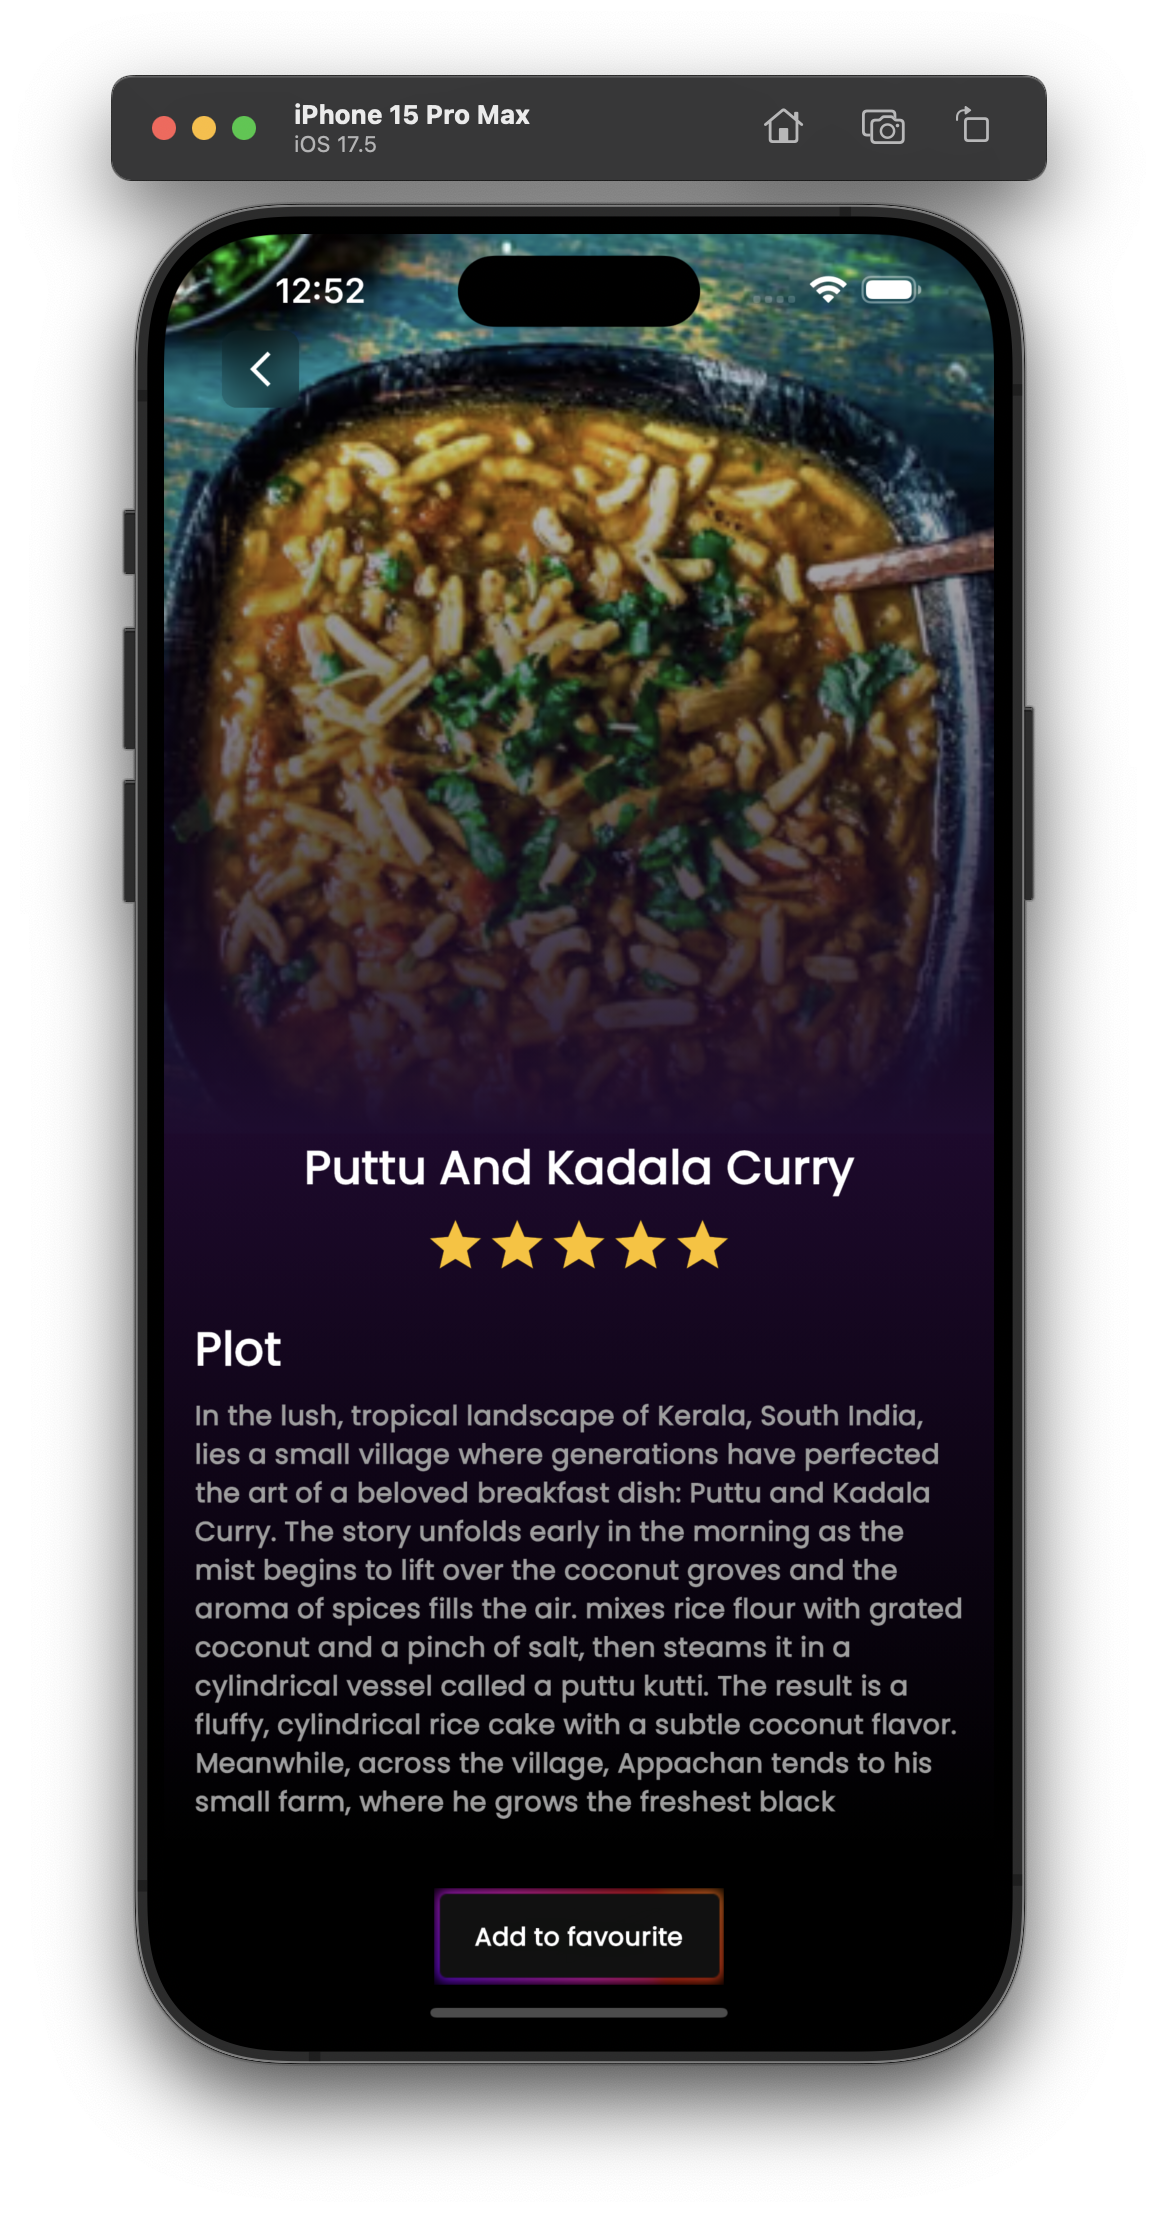 iPhone 15 Pro Max
iOS 17.5
12:52
Puttu And Kadala Curry
Plot
In the lush, tropical landscape of Kerala, South India,
lies a small village where generations have perfected
the art of a beloved breakfast dish: Puttu and Kadala
Curry. The story unfolds early in the morning as the
mist begins to lift over the coconut groves and the
aroma of spices fills the air. mixes rice flour with grated
coconut and a pinch of salt, then steams it in a
cylindrical vessel called a puttu kutti. The result is a
fluffy, cylindrical rice cake with a subtle coconut flavor.
Meanwhile, across the village, Appachan tends to his
small farm, where he grows the freshest black
Add to favourite